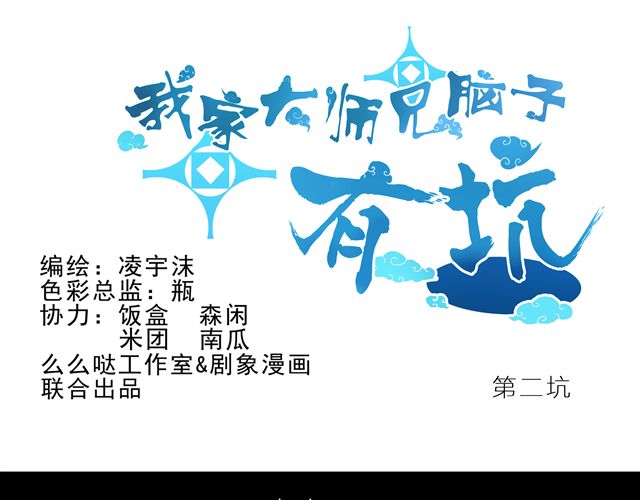 我家大师兄脑子
有坑
编绘：凌宇沫
色彩总监：瓶
协力：饭盒 森闲
米团 南瓜
么么哒工作室&剧象漫画
联合出品
第二坑